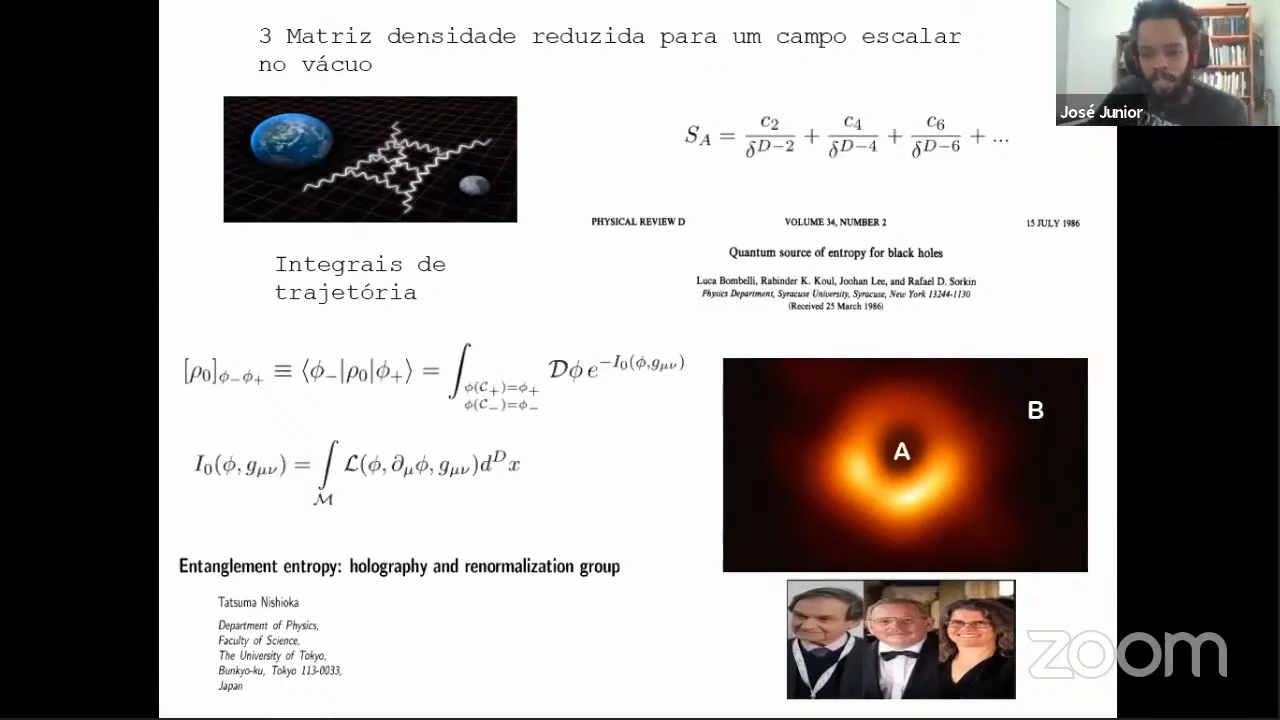 3 Matriz densidade reduzida para um campo escalar
no vácuo
José Junior
S_A = c_2/δ^{D−2} + c_4/δ^{D−4} + c_6/δ^{D−6} + ...
PHYSICAL REVIEW D VOLUME 34, NUMBER 2 15 JULY 1986
Quantum source of entropy for black holes
Luca Bombelli, Rabinder K. Koul, Joohan Lee, and Rafael D. Sorkin
Physics Department, Syracuse University, Syracuse, New York 13244-1130
(Received 25 March 1986)
Integrais de
trajetória
[ρ_0]_{ϕ_−ϕ_+} ≡ ⟨ϕ_−|ρ_0|ϕ_+⟩ = ∫_{ϕ(C_+)=ϕ_+, ϕ(C_−)=ϕ_−} Dϕ e^{−I_0(ϕ,g_{μν})}
I_0(ϕ, g_{μν}) = ∫_M L(ϕ, ∂_μϕ, g_{μν})d^D x
B
A
Entanglement entropy: holography and renormalization group
Tatsuma Nishioka
Department of Physics,
Faculty of Science,
The University of Tokyo,
Bunkyo-ku, Tokyo 113-0033,
Japan
zoom